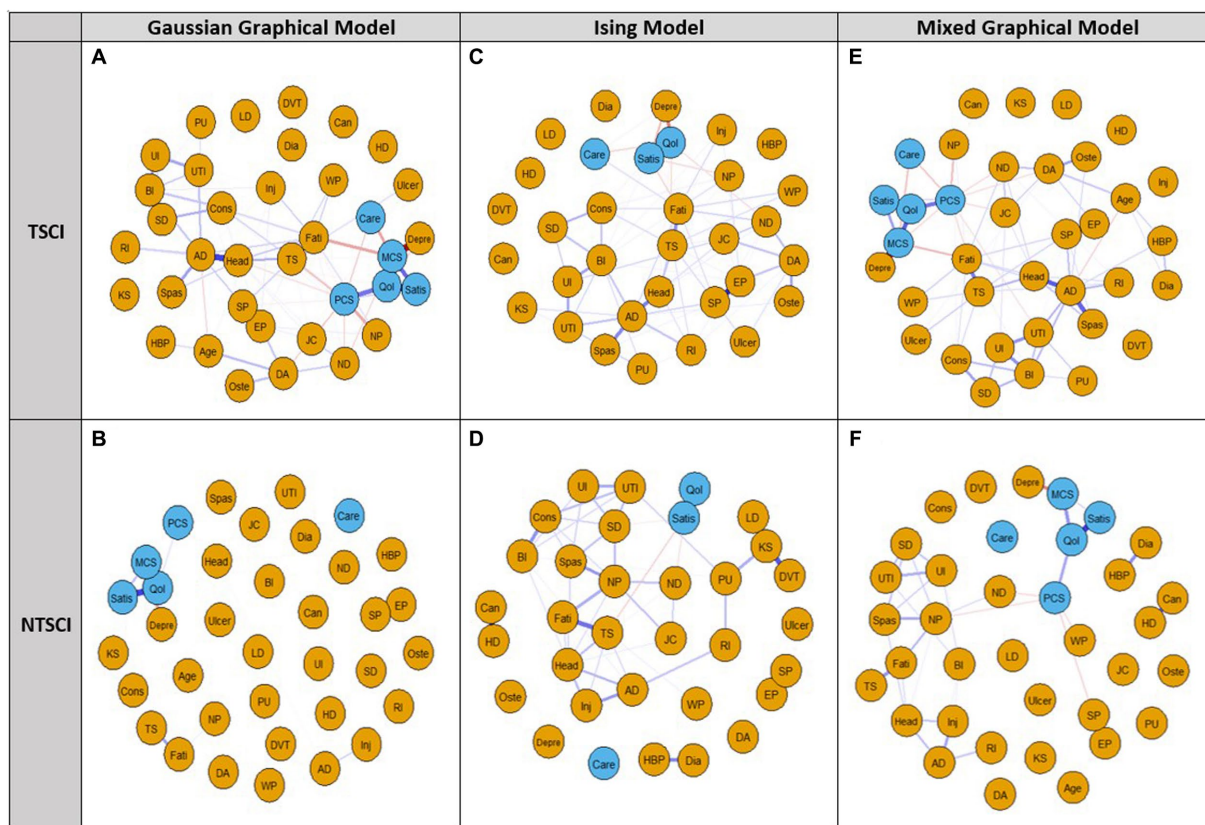 Gaussian Graphical Model
Ising Model
Mixed Graphical Model
TSCI
A
DVT
LD
PU
Can
Dia
HD
UI
UTI
BI
Inj
WP
Ulcer
SD
Cons
Care
Fati
Depre
RI
AD
Head
TS
MCS
KS
Spas
QoL
Satis
PCS
SP
EP
HBP
Age
JC
NP
ND
DA
Oste
C
Dia
Depre
LD
Inj
HBP
Care
Satis
QoL
HD
NP
WP
DVT
Cons
Fati
ND
SD
TS
JC
Can
BI
DA
UI
Head
EP
KS
SP
Oste
UTI
AD
Spas
RI
Ulcer
PU
E
Can
KS
LD
HD
NP
Care
ND
DA
Oste
Inj
Satis
QoL
PCS
JC
Age
EP
SP
MCS
HBP
Depre
Fati
Head
AD
RI
Dia
TS
WP
Spas
Ulcer
UTI
DVT
UI
Cons
BI
PU
SD
NTSCI
B
Spas
UTI
PCS
JC
Care
Dia
MCS
Head
ND
HBP
QoL
BI
Satis
Can
SP
EP
Depre
Ulcer
KS
LD
UI
SD
Oste
Cons
Age
PU
RI
NP
HD
TS
Fati
DVT
Inj
DA
AD
WP
D
UI
UTI
QoL
Cons
SD
Satis
LD
BI
Spas
KS
NP
ND
PU
DVT
Can
Fati
HD
TS
JC
RI
Ulcer
Head
SP
Oste
Inj
AD
WP
EP
Depre
DA
Care
HBP
Dia
F
DVT
Depre
MCS
Cons
Satis
Care
QoL
Dia
SD
HBP
UTI
UI
ND
PCS
Can
Spas
NP
HD
WP
Fati
BI
LD
JC
Oste
TS
Ulcer
Head
Inj
SP
PU
EP
AD
RI
KS
DA
Age